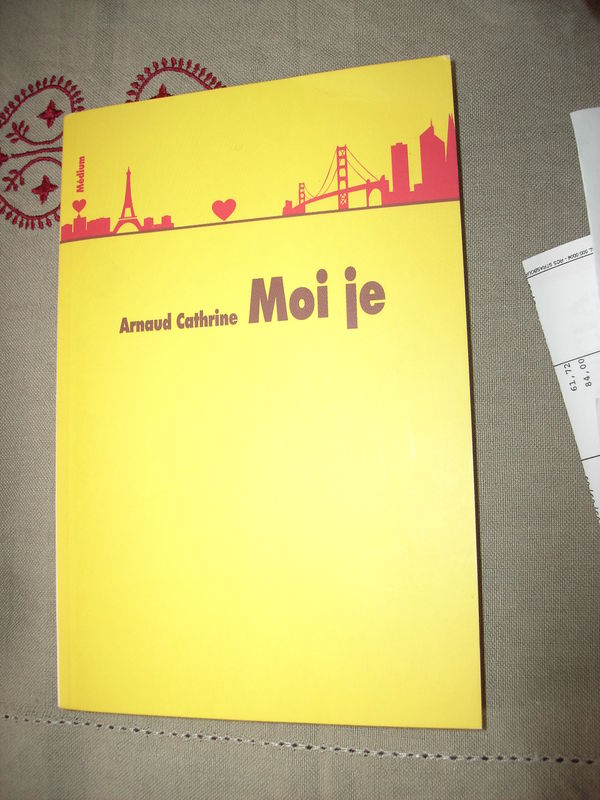 Médium
Arnaud Cathrine Moi je
61,72
84,00